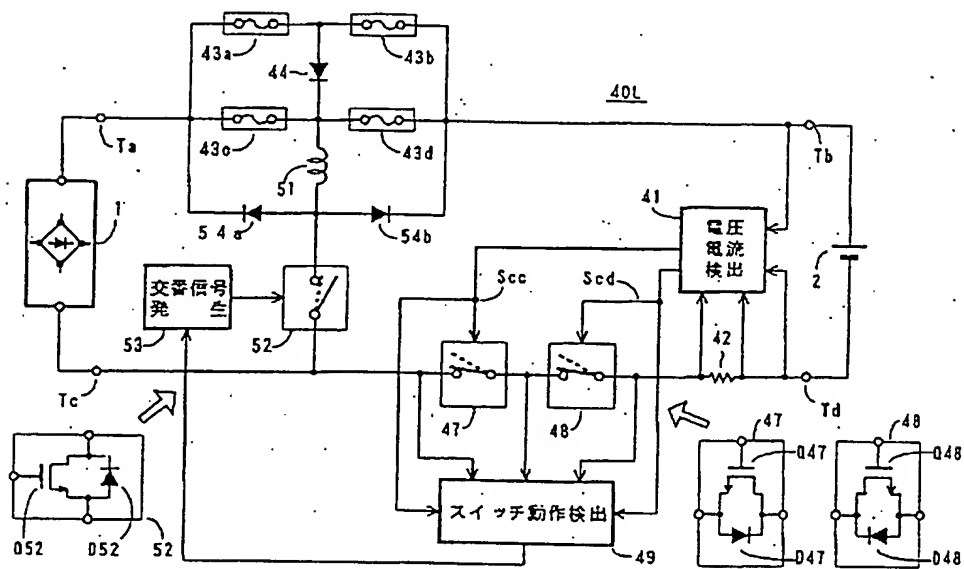 43a
43b
44
40L
Ta
43c
43d
Tb
51
54a
54b
1
41
電圧
電流
検出
2
交番信号
発生
53
52
Scc
Scd
42
Tc
47
48
Td
スイッチ動作検出
49
Q52
D52
52
47
Q47
D47
48
Q48
D48